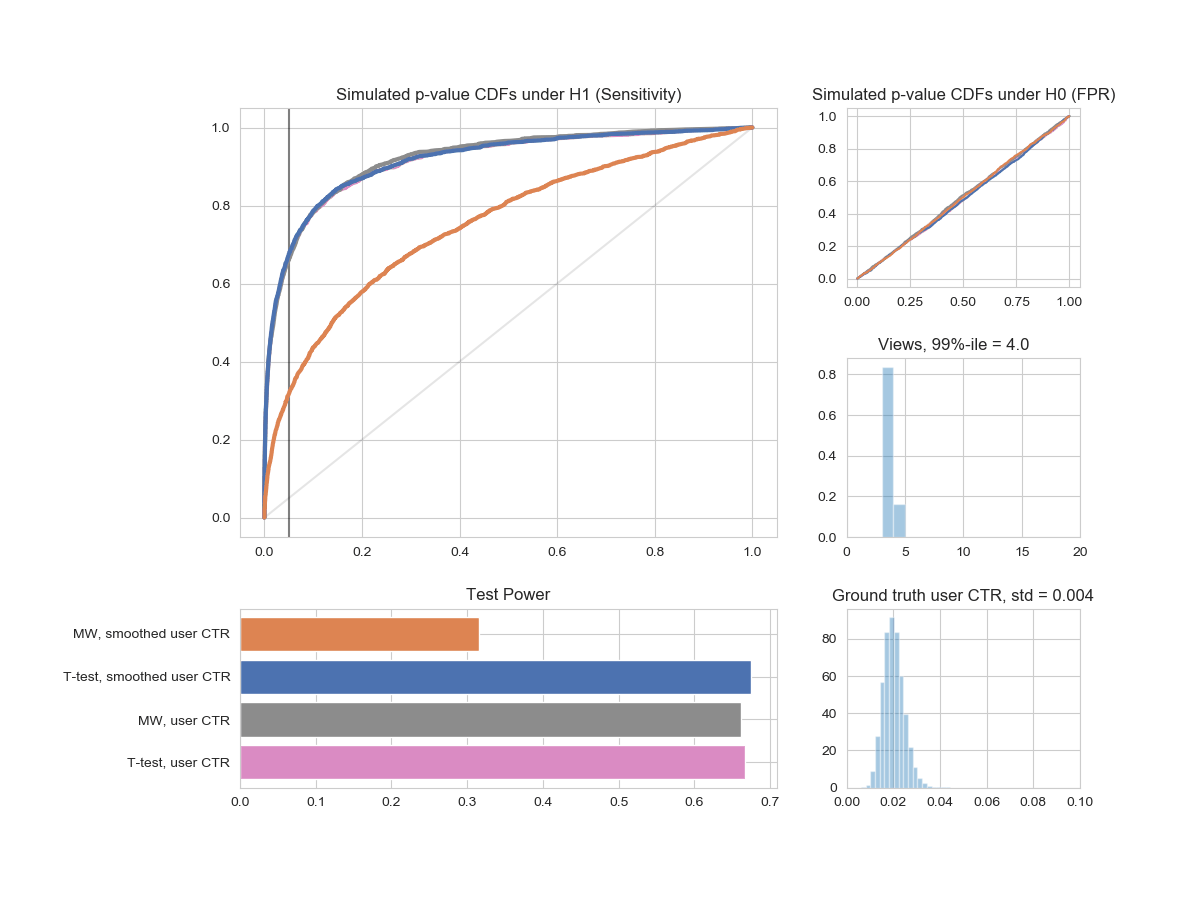 Simulated p-value CDFs under H1 (Sensitivity)
1.0
0.8
0.6
0.4
0.2
0.0
0.0 0.2 0.4 0.6 0.8 1.0
Simulated p-value CDFs under H0 (FPR)
1.0
0.8
0.6
0.4
0.2
0.0
0.00 0.25 0.50 0.75 1.00
Views, 99%-ile = 4.0
0.8
0.6
0.4
0.2
0.0
0 5 10 15 20
Test Power
MW, smoothed user CTR
T-test, smoothed user CTR
MW, user CTR
T-test, user CTR
0.0 0.1 0.2 0.3 0.4 0.5 0.6 0.7
Ground truth user CTR, std = 0.004
80
60
40
20
0
0.00 0.02 0.04 0.06 0.08 0.10